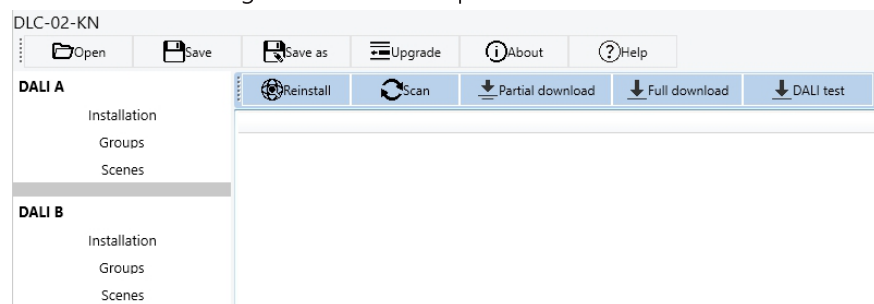 DLC-02-KN
Open Save Save as Upgrade About Help
DALI A
Reinstall Scan Partial download Full download DALI test
Installation
Groups
Scenes
DALI B
Installation
Groups
Scenes